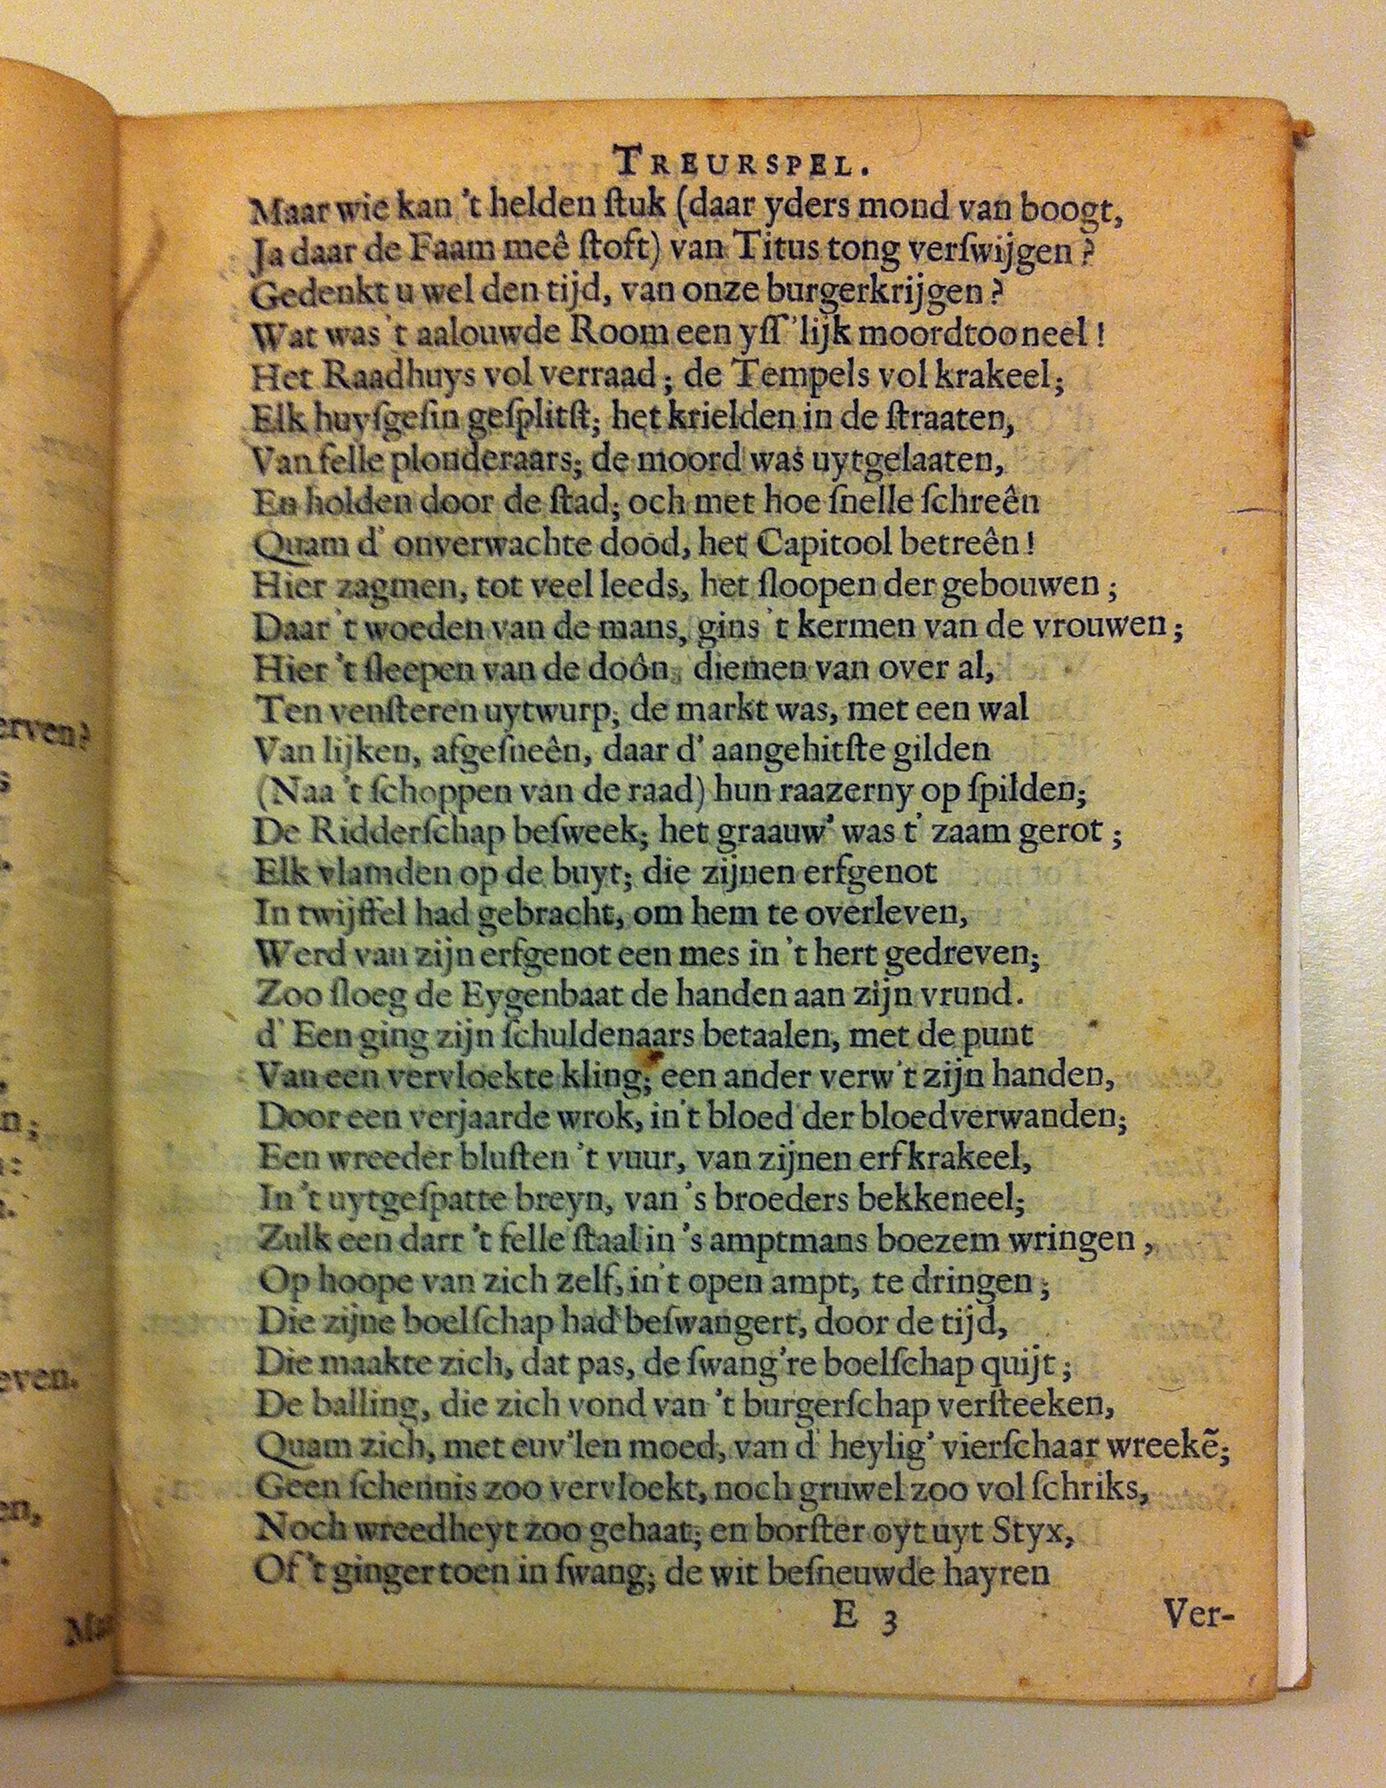 TREURSPEL.
Maar wie kan 't helden ſtuk (daar yders mond van boogt,
Ja daar de Faam meê ſtoft) van Titus tong verſwijgen?
Gedenkt u wel den tijd, van onze burgerkrijgen?
Wat was 't aalouwde Room een yſſ'lijk moordtooneel!
Het Raadhuys vol verraad; de Tempels vol krakeel;
Elk huyſgeſin geſplitſt; het krielden in de ſtraaten,
Van felle plonderaars; de moord was uytgelaaten,
En holden door de ſtad; och met hoe ſnelle ſchreên
Quam d' onverwachte dood, het Capitool betreên!
Hier zagmen, tot veel leeds, het ſloopen der gebouwen;
Daar 't woeden van de mans, gins 't kermen van de vrouwen;
Hier 't ſleepen van de doôn, diemen van over al,
Ten venſteren uytwurp; de markt was, met een wal
Van lijken, afgeſneên, daar d' aangehitſte gilden
(Naa 't ſchoppen van de raad) hun raazerny op ſpilden;
De Ridderſchap beſweek; het graauw' was t' zaam gerot;
Elk vlamden op de buyt; die zijnen erfgenot
In twijffel had gebracht, om hem te overleven,
Werd van zijn erfgenot een mes in 't hert gedreven;
Zoo ſloeg de Eygenbaat de handen aan zijn vrund.
d' Een ging zijn ſchuldenaars betaalen, met de punt
Van een vervloekte kling; een ander verw't zijn handen,
Door een verjaarde wrok, in 't bloed der bloedverwanden;
Een wreeder bluſten 't vuur, van zijnen erfkrakeel,
In 't uytgeſpatte breyn, van 's broeders bekkeneel;
Zulk een darr 't felle ſtaal in 's amptmans boezem wringen,
Op hoope van zich zelf, in 't open ampt, te dringen;
Die zijne boelſchap had beſwangert, door de tijd,
Die maakte zich, dat pas, de ſwang're boelſchap quijt;
De balling, die zich vond van 't burgerſchap verſteeken,
Quam zich, met euv'len moed, van d' heylig' vierſchaar wreekẽ;
Geen ſchennis zoo vervloekt, noch gruwel zoo vol ſchriks,
Noch wreedheyt zoo gehaat; en borſter oyt uyt Styx,
Of 't ginger toen in ſwang; de wit beſneuwde hayren
E 3
Ver-
erven?
s
n;
:
even.
en,